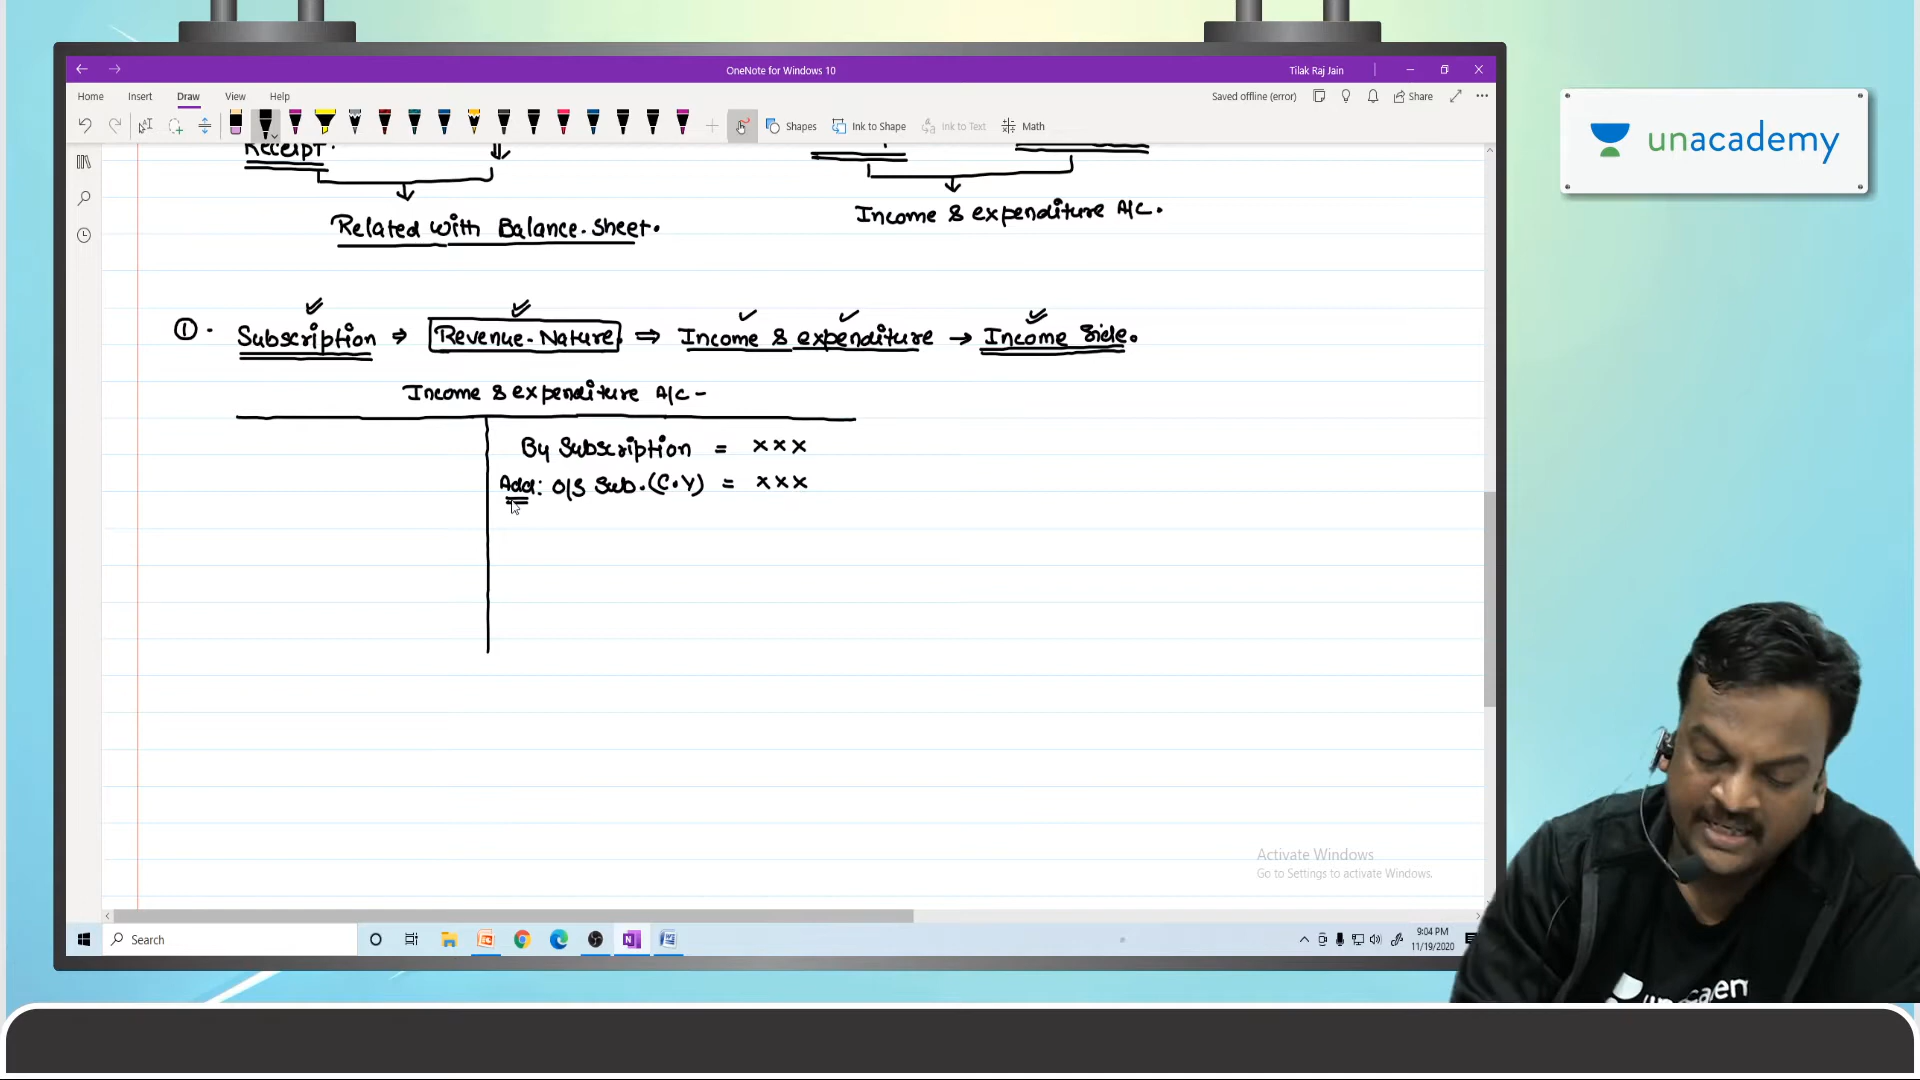 OneNote for Windows 10
Tilak Raj Jain
Home Insert Draw View Help
Saved offline (error) Share
Shapes Ink to Shape Ink to Text Math
unacademy
Receipt.
Related with Balance-Sheet.
Income & expenditure A/C.
①. Subscription → Revenue-Nature. ⇒ Income & expenditure → Income Side.
Income & expenditure A/C -
By Subscription = x x x
Add: O/S Sub.(C.Y) = x x x
Activate Windows
Go to Settings to activate Windows.
Search
9:04 PM
11/19/2020